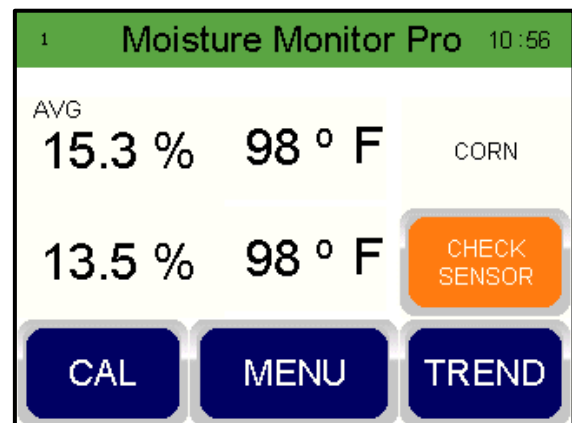 1 Moisture Monitor Pro 10:56
AVG
15.3 % 98 º F CORN
13.5 % 98 º F CHECK SENSOR
CAL MENU TREND